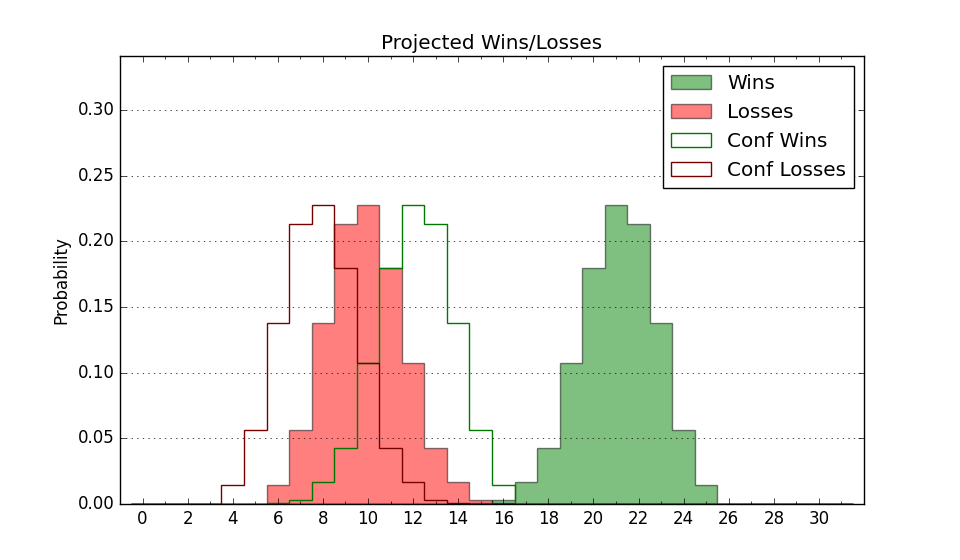 Projected Wins/Losses
Wins
Losses
Conf Wins
Conf Losses
Probability
0.30
0.25
0.20
0.15
0.10
0.05
0.00
0 2 4 6 8 10 12 14 16 18 20 22 24 26 28 30